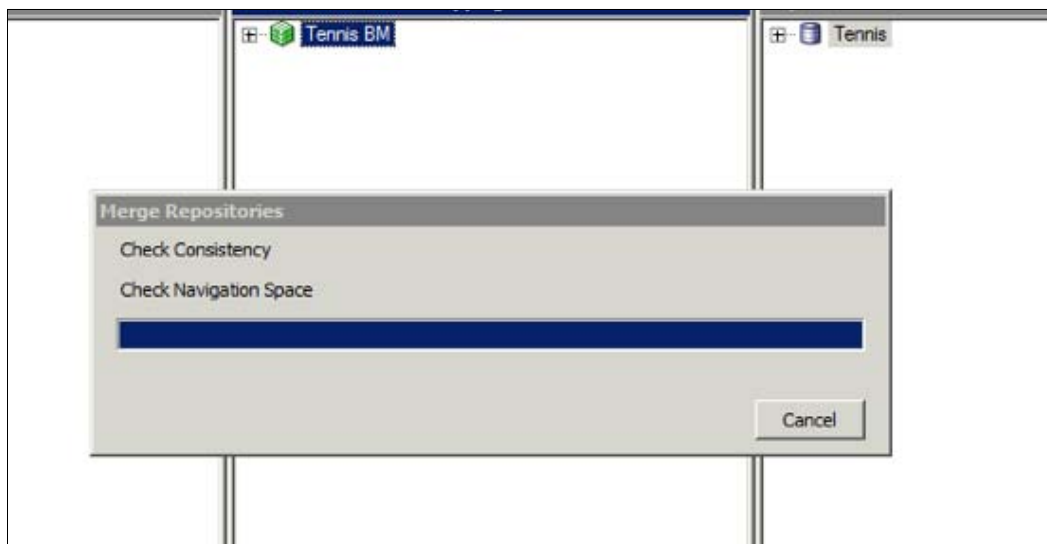 Tennis BM
Tennis
Merge Repositories
Check Consistency
Check Navigation Space
Cancel